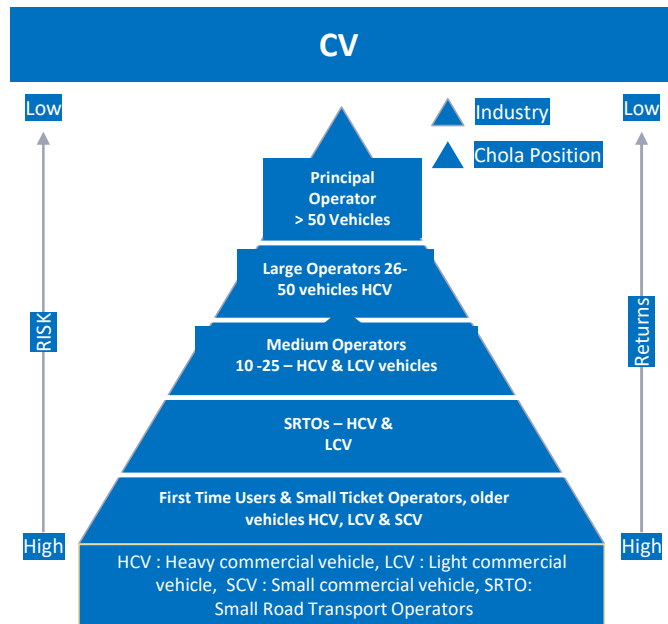 CV
Low
Industry
Chola Position
Low
Principal
Operator
> 50 Vehicles
Large Operators 26-
50 vehicles HCV
RISK
Returns
Medium Operators
10 -25 – HCV & LCV vehicles
SRTOs – HCV &
LCV
First Time Users & Small Ticket Operators, older
vehicles HCV, LCV & SCV
High
High
HCV : Heavy commercial vehicle, LCV : Light commercial
vehicle, SCV : Small commercial vehicle, SRTO:
Small Road Transport Operators